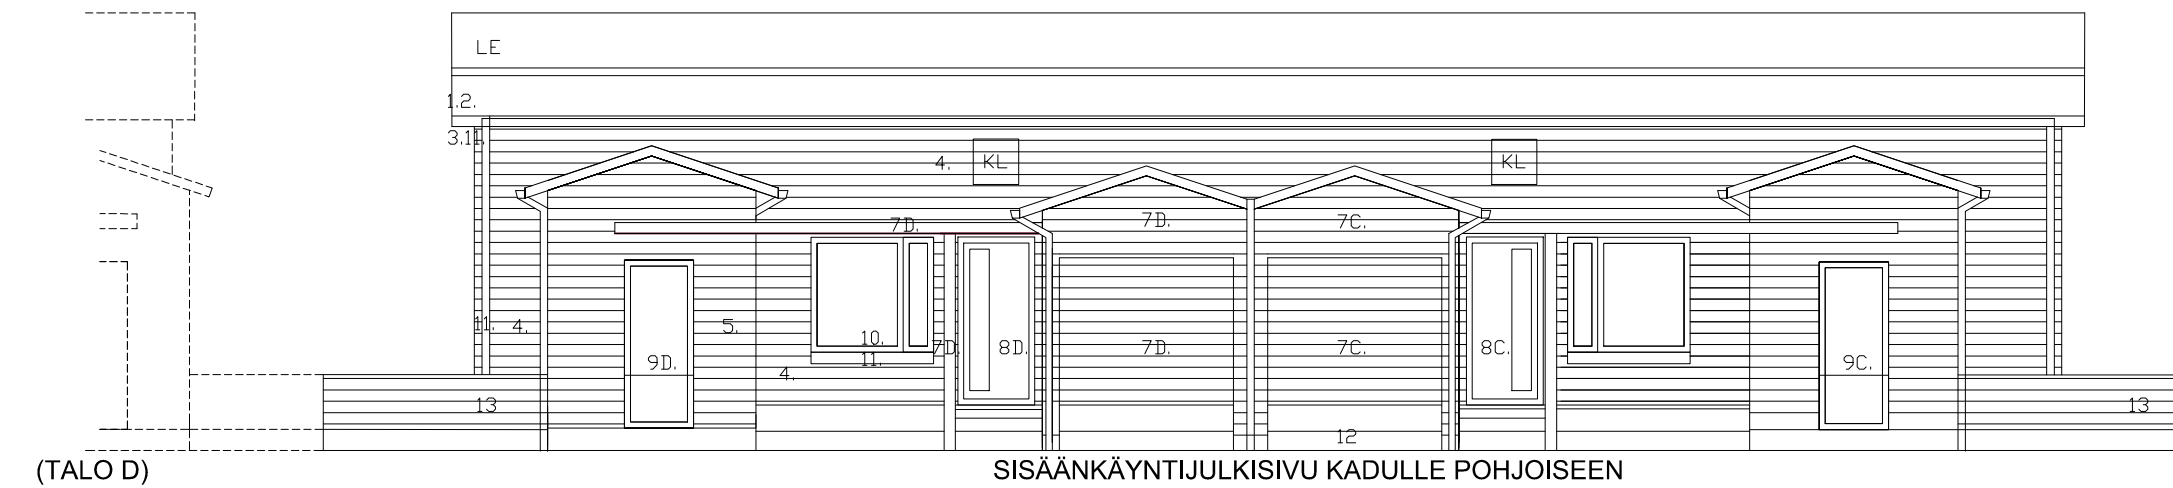 LE
1.2.
3.11.
4. KL KL
7D. 7D. 7C.
11. 4. 5. 10. 7D. 8D. 7D. 7C. 8C.
9D. 11. 9C.
4.
13 13
12
(TALO D) SISÄÄNKÄYNTIJULKISIVU KADULLE POHJOISEEN